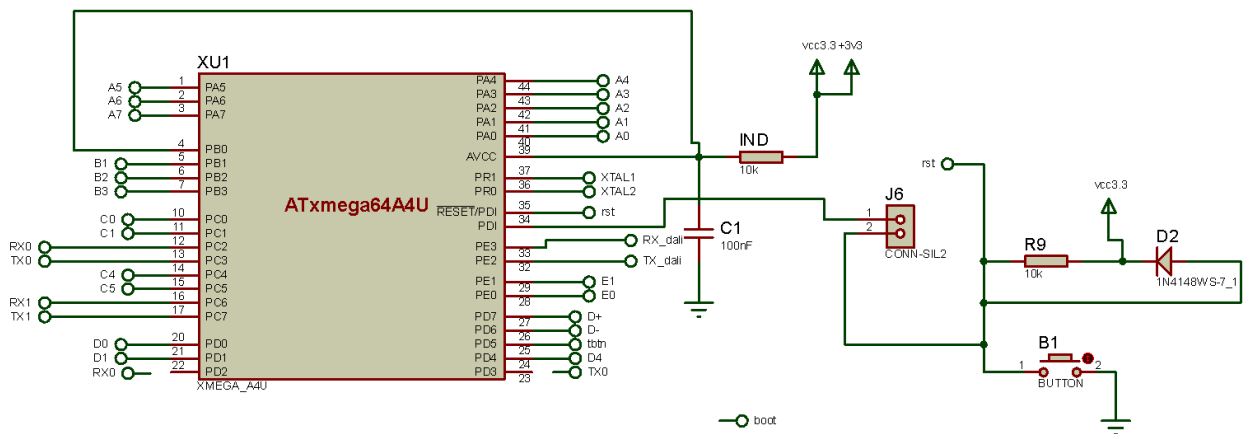 XU1
ATxmega64A4U
XMEGA_A4U
A5 1 PA5
A6 2 PA6
A7 3 PA7
4 PB0
B1 5 PB1
B2 6 PB2
B3 7 PB3
C0 10 PC0
C1 11 PC1
RX0 12 PC2
TX0 13 PC3
C4 14 PC4
C5 15 PC5
RX1 16 PC6
TX1 17 PC7
D0 20 PD0
D1 21 PD1
RX0 22 PD2
PA4 44 A4
PA3 43 A3
PA2 42 A2
PA1 41 A1
PA0 40 A0
AVCC 39
PR1 37 XTAL1
PR0 36 XTAL2
RESET/PDI 35 rst
PDI 34
PE3 33 RX_dali
PE2 32 TX_dali
PE1 29 E1
PE0 28 E0
PD7 27 D+
PD6 26 D-
PD5 25 tbtn
PD4 24 D4
PD3 23 TX0
vcc3.3 +3v3
IND
10k
C1
100nF
J6
1
2
CONN-SIL2
rst
vcc3.3
R9
10k
D2
1N4148WS-7_1
B1
1 2
BUTTON
boot